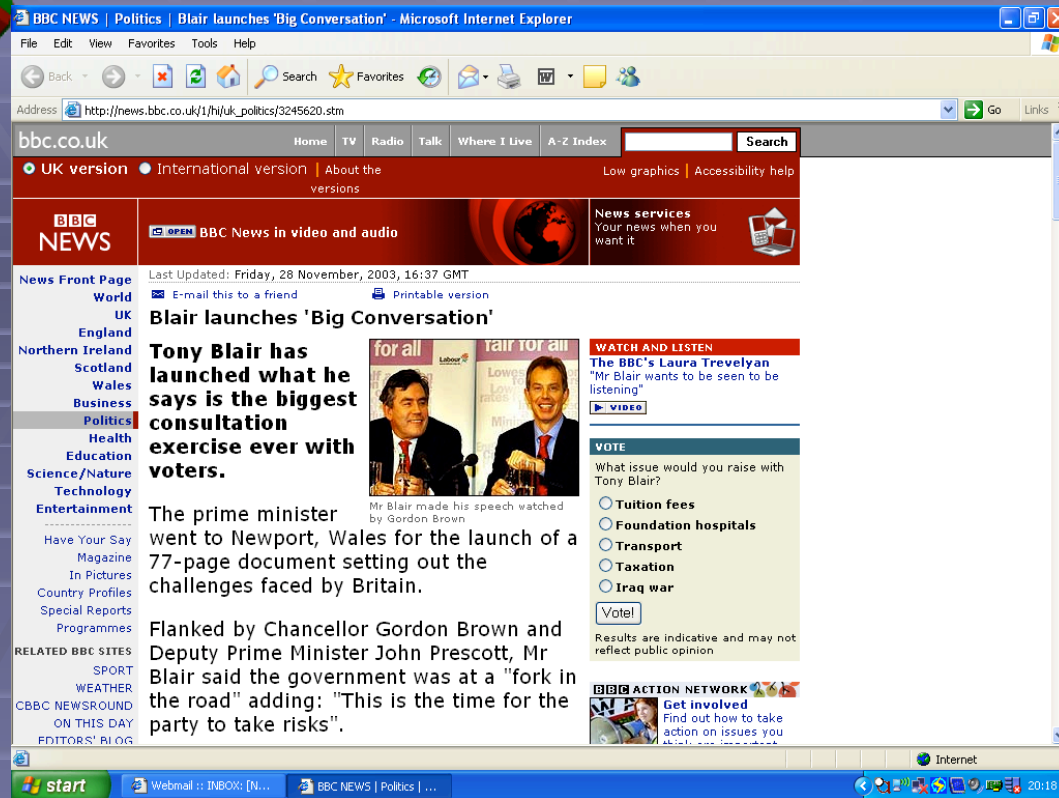 BBC NEWS | Politics | Blair launches 'Big Conversation' - Microsoft Internet Explorer
File Edit View Favorites Tools Help
Back Search Favorites
Address http://news.bbc.co.uk/1/hi/uk_politics/3245620.stm Go Links
bbc.co.uk Home TV Radio Talk Where I Live A-Z Index Search
UK version International version | About the versions
Low graphics | Accessibility help
BBC NEWS
OPEN BBC News in video and audio
News services
Your news when you
want it
News Front Page
World
UK
England
Northern Ireland
Scotland
Wales
Business
Politics
Health
Education
Science/Nature
Technology
Entertainment
Have Your Say
Magazine
In Pictures
Country Profiles
Special Reports
Programmes
RELATED BBC SITES
SPORT
WEATHER
CBBC NEWSROUND
ON THIS DAY
EDITORS' BLOG
Last Updated: Friday, 28 November, 2003, 16:37 GMT
E-mail this to a friend Printable version
Blair launches 'Big Conversation'
Tony Blair has
launched what he
says is the biggest
consultation
exercise ever with
voters.
for all
Labour
fair for all
Mr Blair made his speech watched
by Gordon Brown
The prime minister
went to Newport, Wales for the launch of a
77-page document setting out the
challenges faced by Britain.
Flanked by Chancellor Gordon Brown and
Deputy Prime Minister John Prescott, Mr
Blair said the government was at a "fork in
the road" adding: "This is the time for the
party to take risks".
WATCH AND LISTEN
The BBC's Laura Trevelyan
"Mr Blair wants to be seen to be
listening"
VIDEO
VOTE
What issue would you raise with
Tony Blair?
Tuition fees
Foundation hospitals
Transport
Taxation
Iraq war
Vote!
Results are indicative and may not
reflect public opinion
BBC ACTION NETWORK
Get involved
Find out how to take
action on issues you
think are important
Internet
start Webmail :: INBOX: [N... BBC NEWS | Politics | ... 20:18